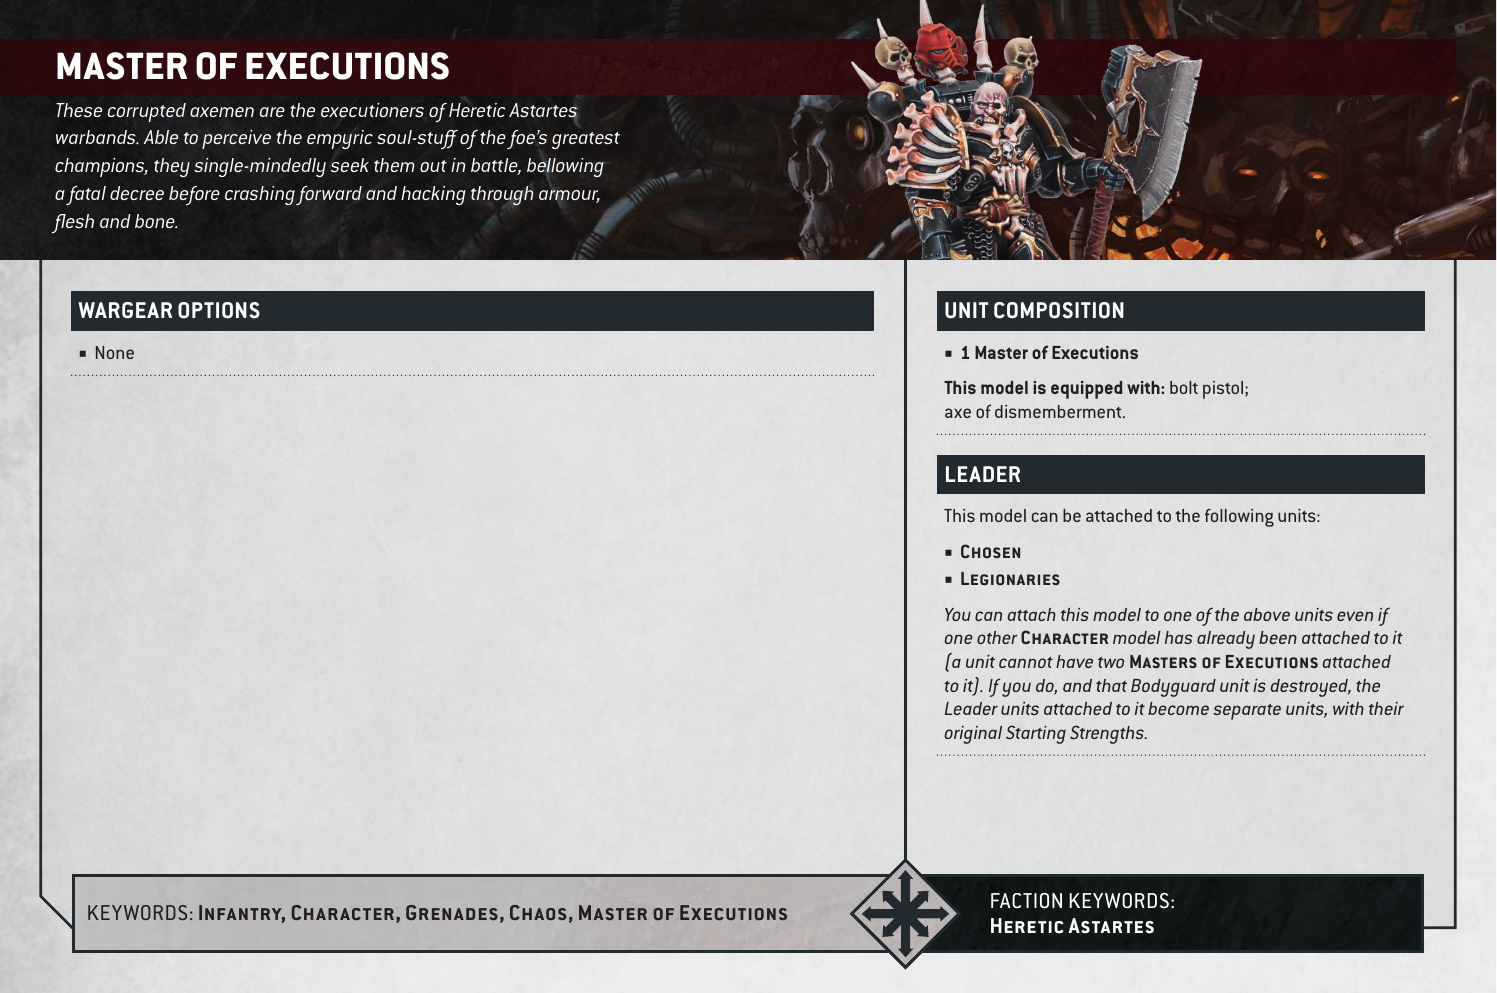 MASTER OF EXECUTIONS
These corrupted axemen are the executioners of Heretic Astartes
warbands. Able to perceive the empyric soul-stuff of the foe's greatest
champions, they single-mindedly seek them out in battle, bellowing
a fatal decree before crashing forward and hacking through armour,
flesh and bone.
WARGEAR OPTIONS
■ None
UNIT COMPOSITION
■ 1 Master of Executions
This model is equipped with: bolt pistol;
axe of dismemberment.
LEADER
This model can be attached to the following units:
■ Chosen
■ Legionaries
You can attach this model to one of the above units even if
one other Character model has already been attached to it
(a unit cannot have two Masters of Executions attached
to it). If you do, and that Bodyguard unit is destroyed, the
Leader units attached to it become separate units, with their
original Starting Strengths.
KEYWORDS: Infantry, Character, Grenades, Chaos, Master of Executions
FACTION KEYWORDS:
Heretic Astartes